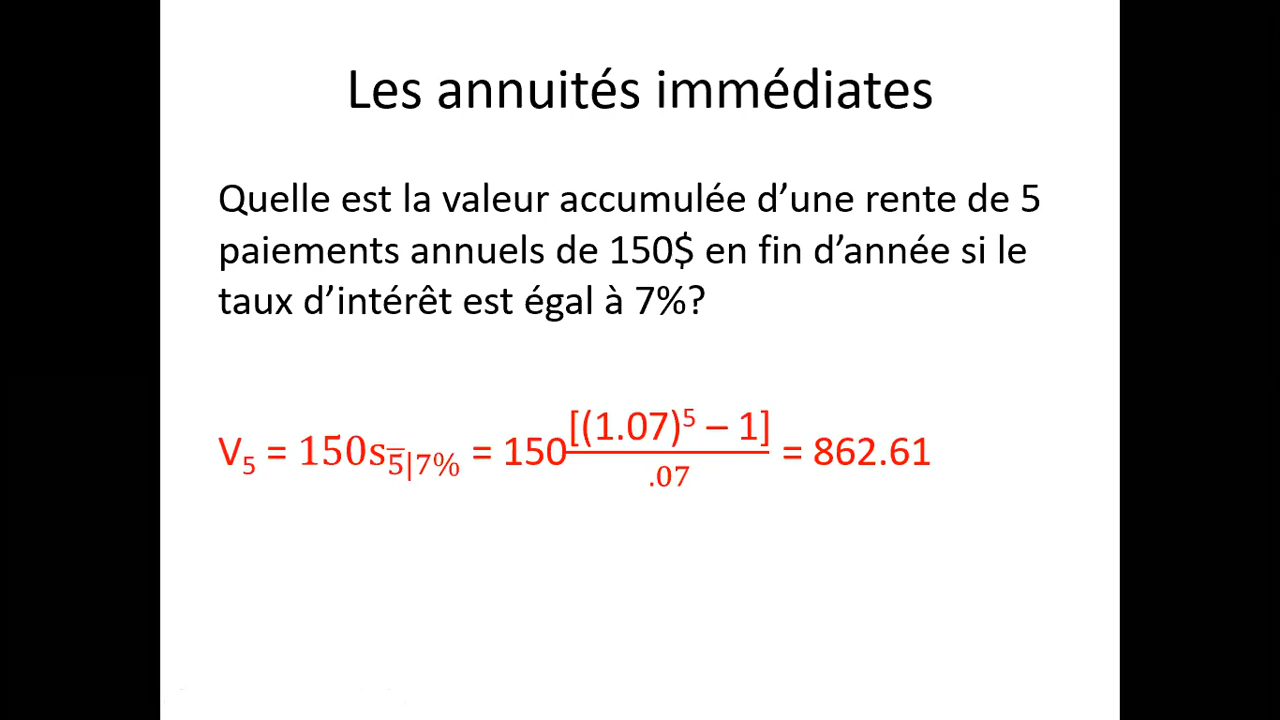 Les annuités immédiates
Quelle est la valeur accumulée d’une rente de 5
paiements annuels de 150$ en fin d’année si le
taux d’intérêt est égal à 7%?
V₅ = 150s₅̅|7% = 150 [(1.07)⁵ – 1] / .07 = 862.61